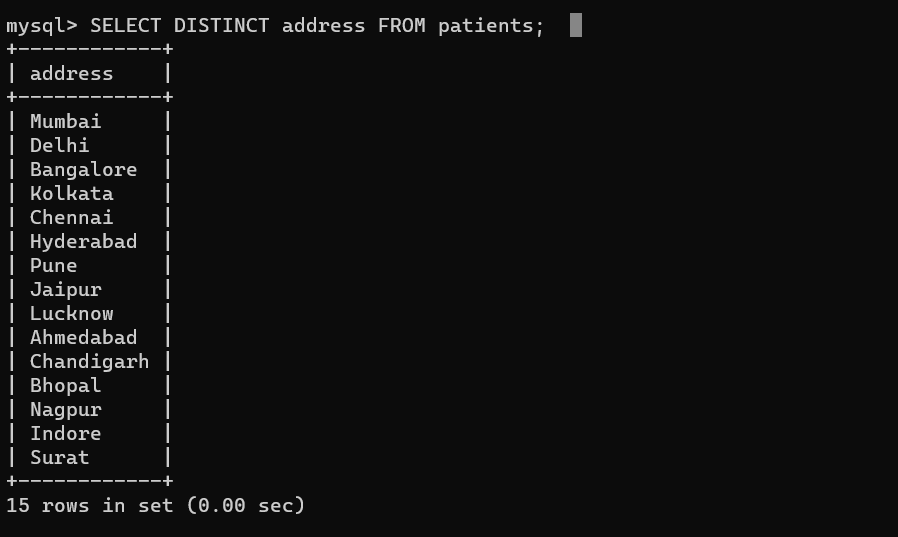 mysql> SELECT DISTINCT address FROM patients;
+------------+
| address    |
+------------+
| Mumbai     |
| Delhi      |
| Bangalore  |
| Kolkata    |
| Chennai    |
| Hyderabad  |
| Pune       |
| Jaipur     |
| Lucknow    |
| Ahmedabad  |
| Chandigarh |
| Bhopal     |
| Nagpur     |
| Indore     |
| Surat      |
+------------+
15 rows in set (0.00 sec)